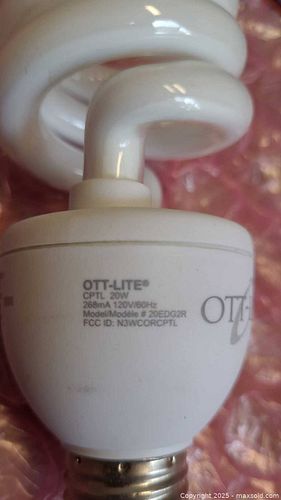 OTT-LITE®
CPTL 20W
268mA 120V/60Hz
Model/Modèle # 20EDG2R
FCC ID: N3WCORCPTL
OTT-
Copyright © 2025 - maxsold.com